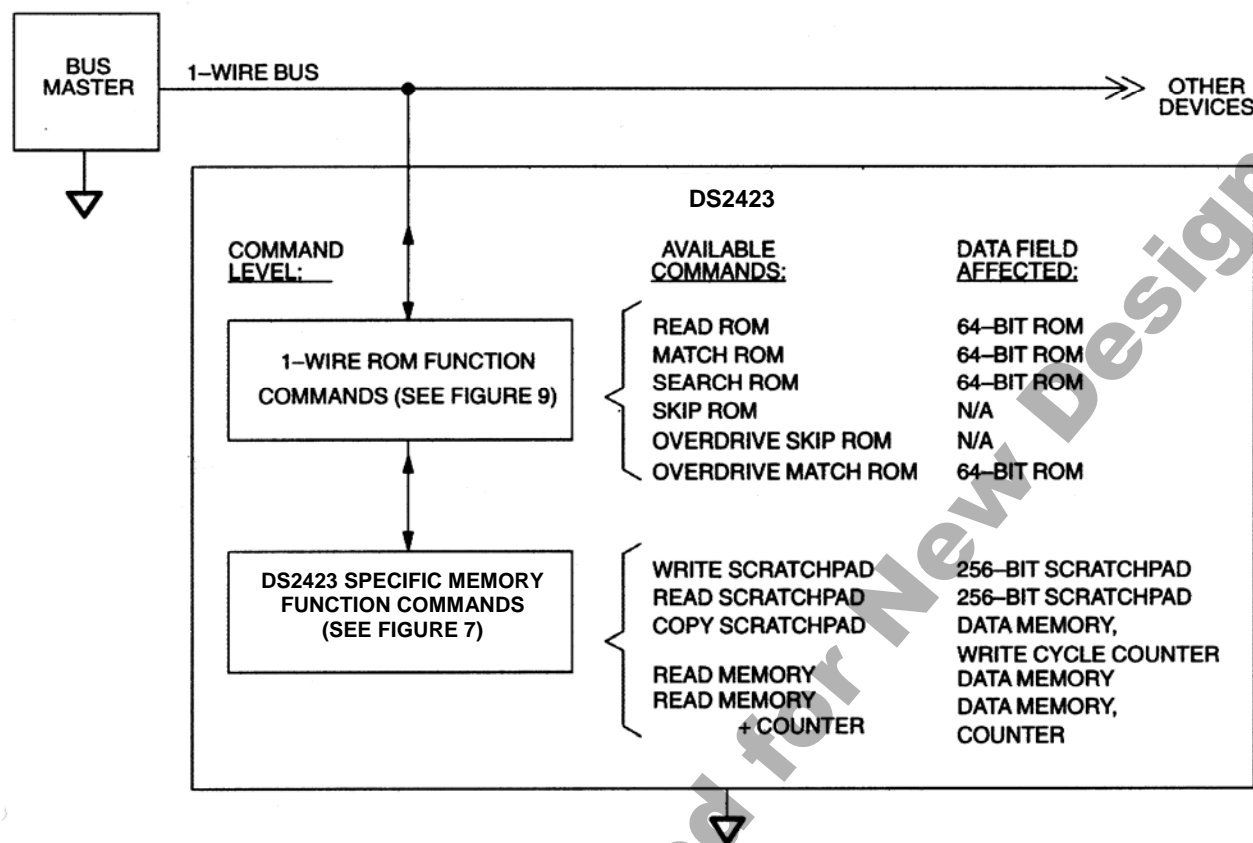 BUS
MASTER
1–WIRE BUS
OTHER
DEVICES
DS2423
COMMAND
LEVEL:
AVAILABLE
COMMANDS:
DATA FIELD
AFFECTED:
1–WIRE ROM FUNCTION
COMMANDS (SEE FIGURE 9)
READ ROM 64–BIT ROM
MATCH ROM 64–BIT ROM
SEARCH ROM 64–BIT ROM
SKIP ROM N/A
OVERDRIVE SKIP ROM N/A
OVERDRIVE MATCH ROM 64–BIT ROM
DS2423 SPECIFIC MEMORY
FUNCTION COMMANDS
(SEE FIGURE 7)
WRITE SCRATCHPAD 256–BIT SCRATCHPAD
READ SCRATCHPAD 256–BIT SCRATCHPAD
COPY SCRATCHPAD DATA MEMORY,
WRITE CYCLE COUNTER
READ MEMORY DATA MEMORY
READ MEMORY DATA MEMORY,
+ COUNTER COUNTER
for New Design